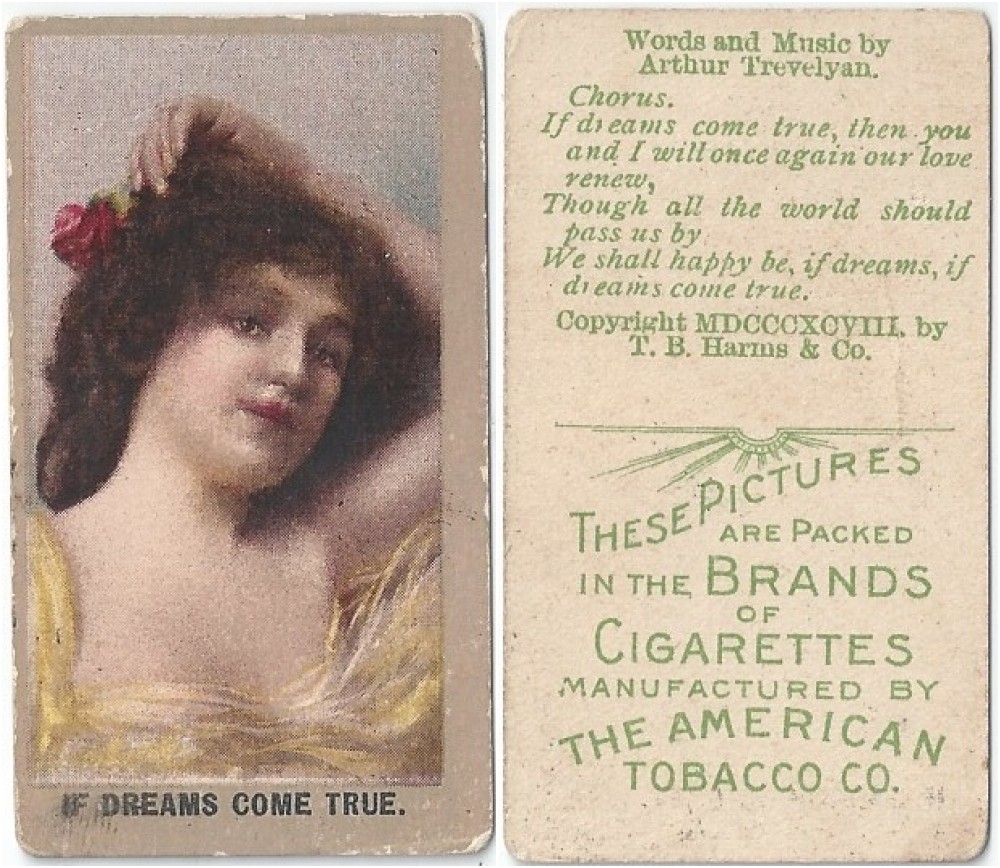 IF DREAMS COME TRUE.
Words and Music by
Arthur Trevelyan.
Chorus.
If dreams come true, then you
and I will once again our love
renew,
Though all the world should
pass us by
We shall happy be, if dreams, if
dreams come true.
Copyright MDCCCXCVIII. by
T. B. Harms & Co.
THESE PICTURES
ARE PACKED
IN THE BRANDS
OF
CIGARETTES
MANUFACTURED BY
THE AMERICAN
TOBACCO CO.